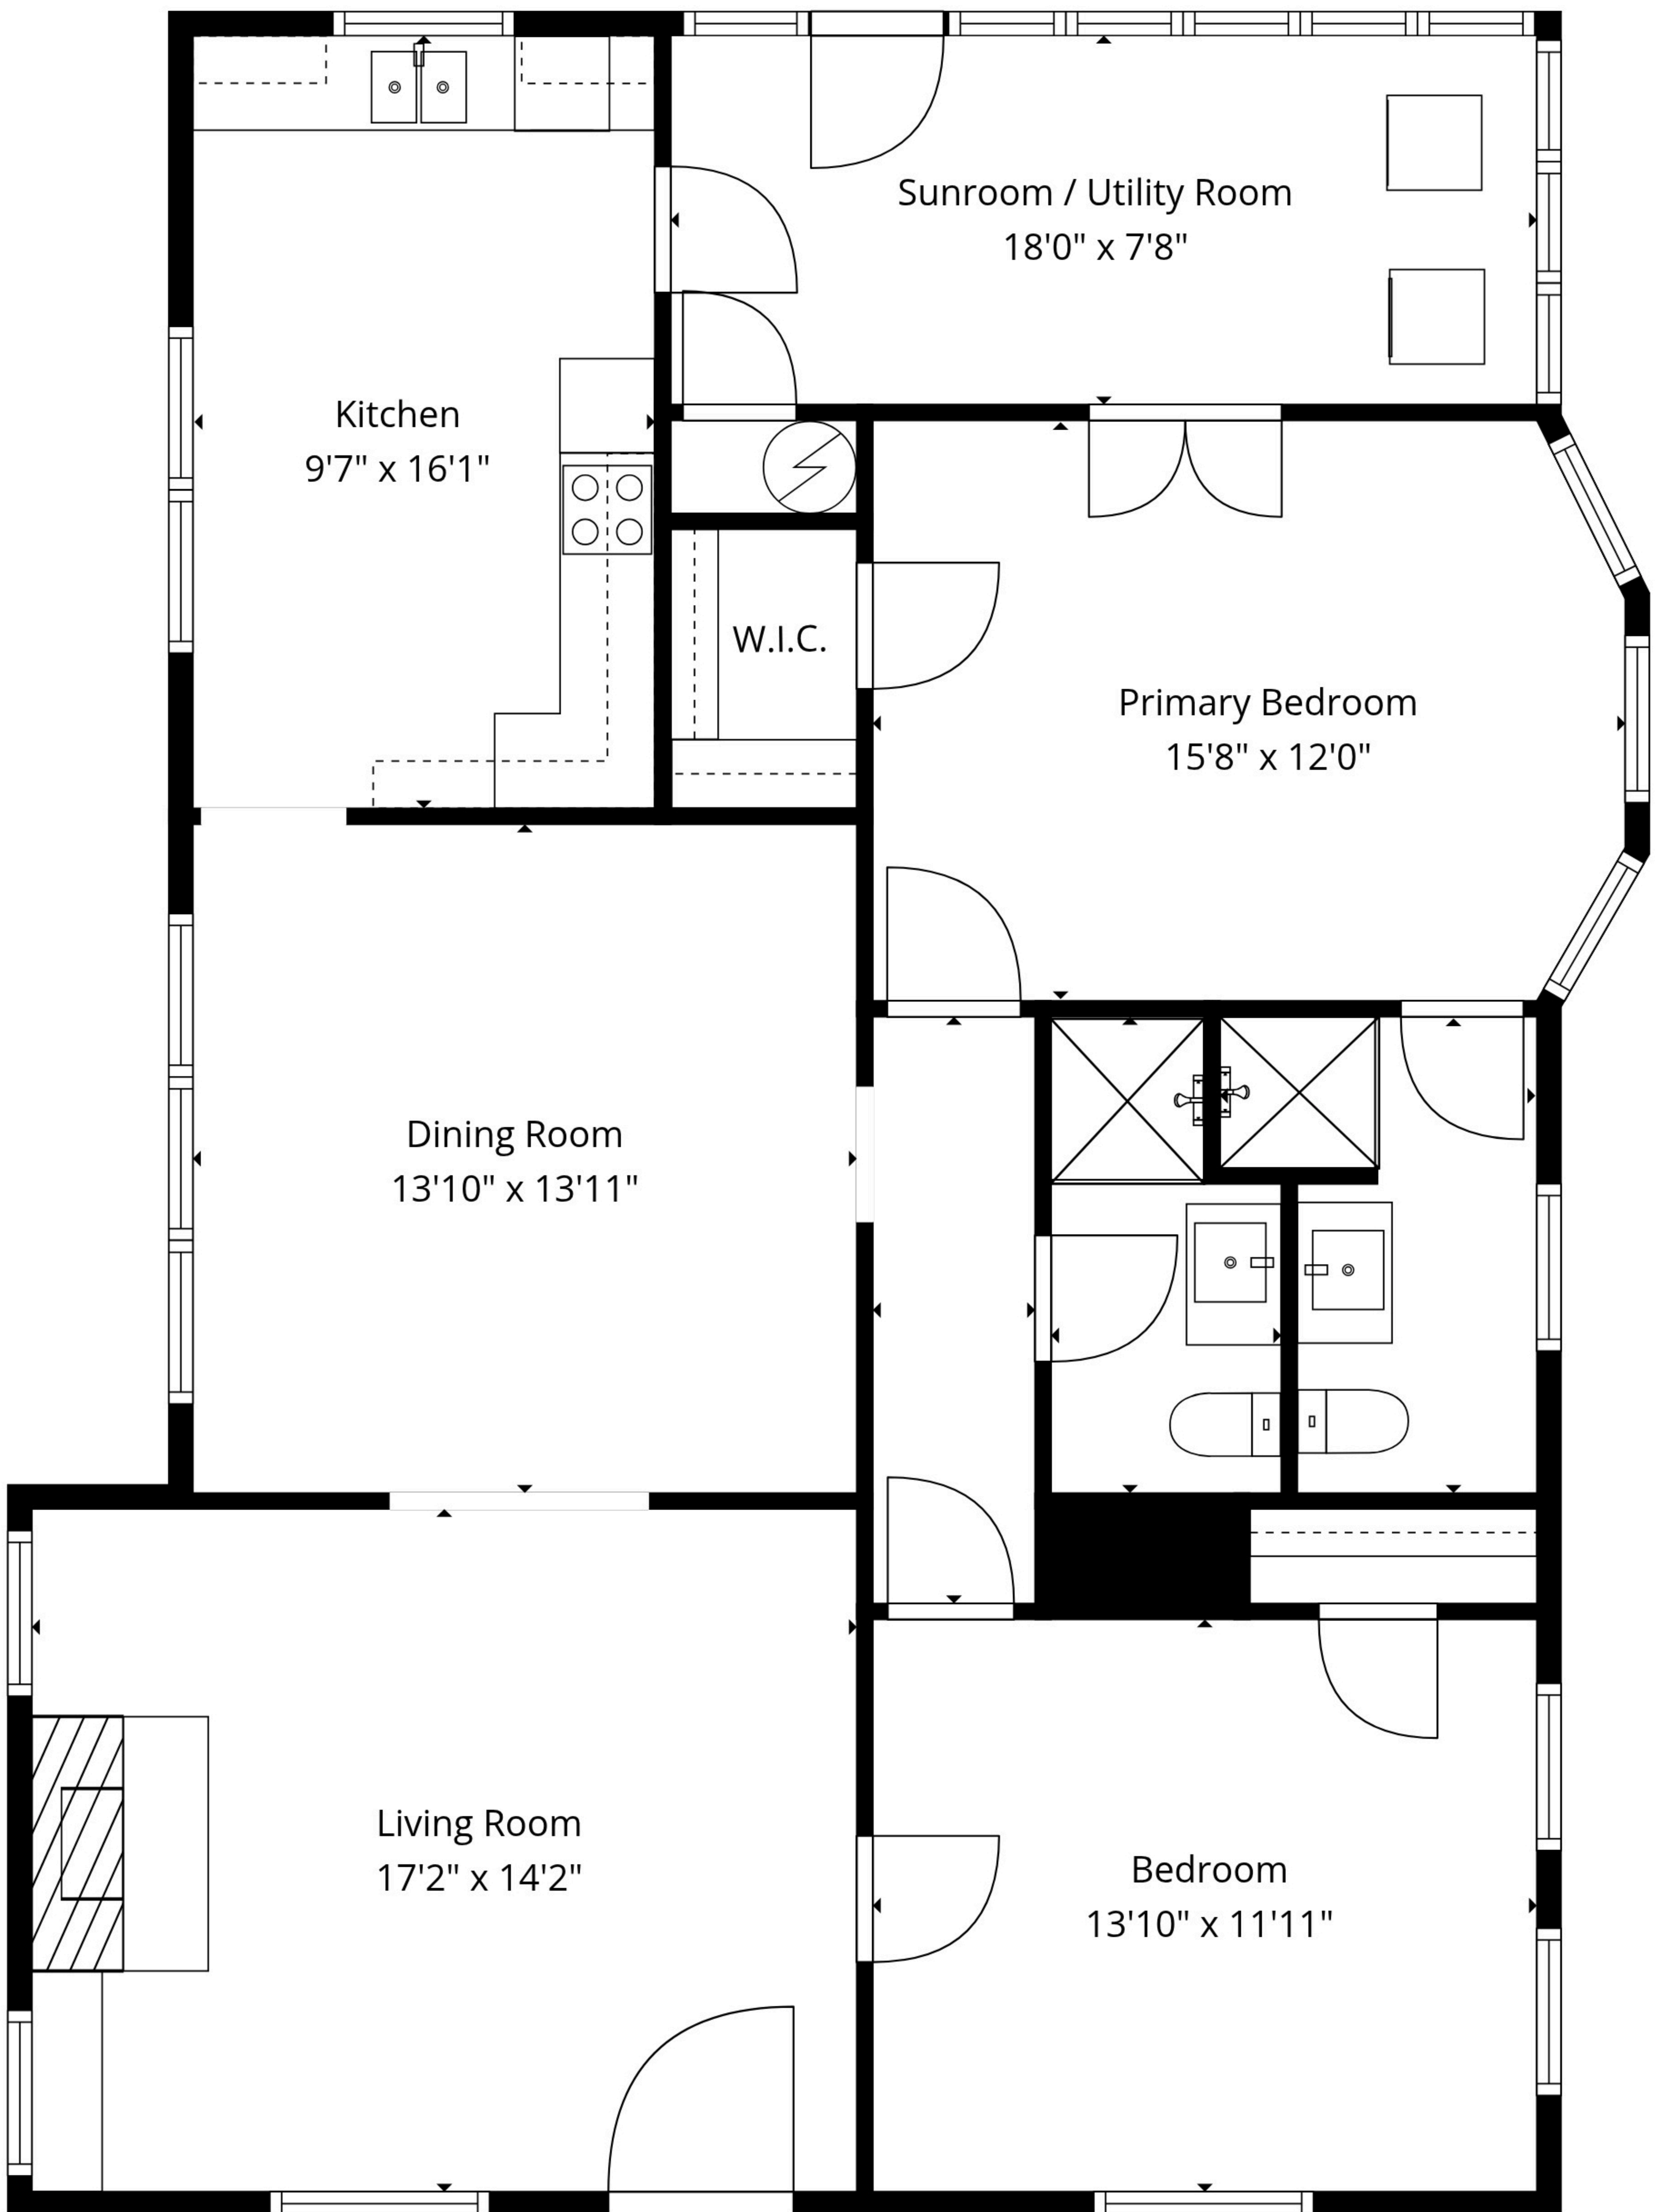 Sunroom / Utility Room
18'0" x 7'8"
Kitchen
9'7" x 16'1"
W.I.C.
Primary Bedroom
15'8" x 12'0"
Dining Room
13'10" x 13'11"
Living Room
17'2" x 14'2"
Bedroom
13'10" x 11'11"